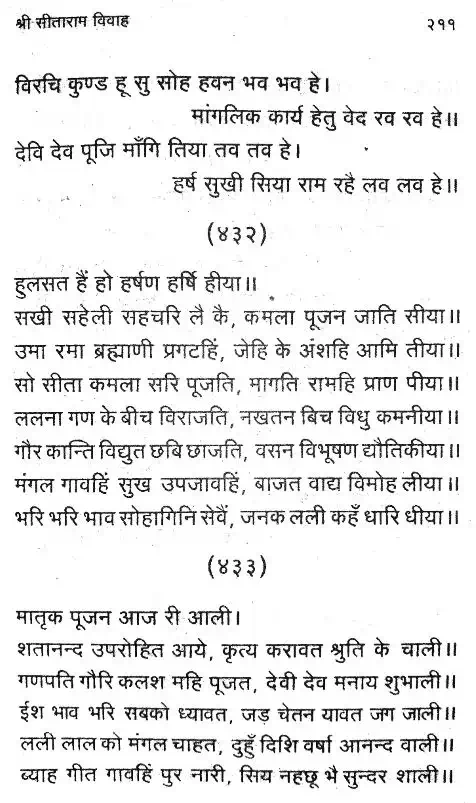 श्री सीताराम विवाह २११
विरचि कुण्ड हू सु सोह हवन भव भव हे।
मांगलिक कार्य हेतु वेद रव रव हे॥
देवि देव पूजि माँगि तिया तव तव हे।
हर्ष सुखी सिया राम रहै लव लव हे॥
(४३२)
हुलसत हैं हो हर्षण हर्षि हीया॥
सखी सहेली सहचरि लै कै, कमला पूजन जाति सीया॥
उमा रमा ब्रह्माणी प्रगटहिं, जेहि के अंशहि आमि तीया॥
सो सीता कमला सरि पूजति, मागति रामहि प्राण पीया॥
ललना गण के बीच विराजति, नखतन बिच विधु कमनीया॥
गौर कान्ति विद्युत छबि छाजति, वसन विभूषण द्यौतिकीया॥
मंगल गावहिं सुख उपजावहिं, बाजत वाद्य विमोह लीया॥
भरि भरि भाव सोहागिनि सेवैं, जनक लली कहँ धारि धीया॥
(४३३)
मातृक पूजन आज री आली।
शतानन्द उपरोहित आये, कृत्य करावत श्रुति के चाली॥
गणपति गौरि कलश महि पूजत, देवी देव मनाय शुभाली॥
ईश भाव भरि सबको ध्यावत, जड़ चेतन यावत जग जाली॥
लली लाल को मंगल चाहत, दुहुँ दिशि वर्षा आनन्द वाली॥
ब्याह गीत गावहिं पुर नारी, सिय नहछू भै सुन्दर शाली॥